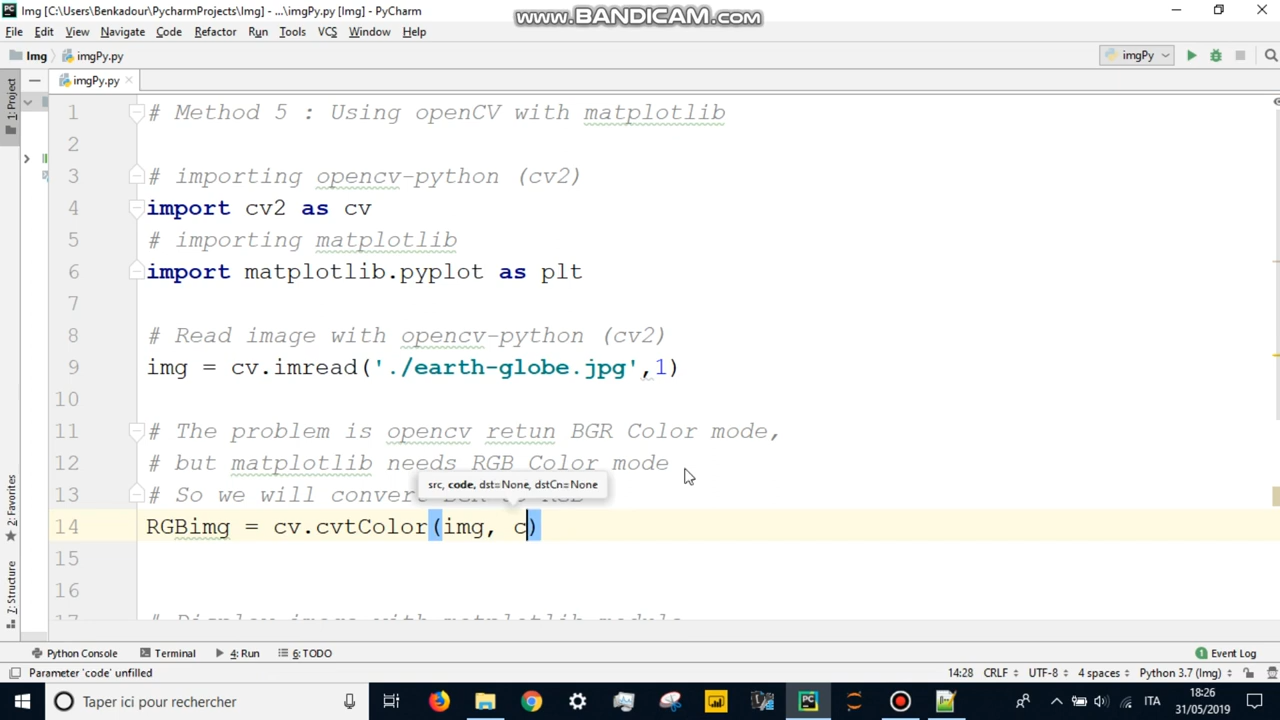 Img [C:\Users\Benkadour\PycharmProjects\Img] - ...\imgPy.py [Img] - PyCharm
www.BANDICAM.com
File Edit View Navigate Code Refactor Run Tools VCS Window Help
Img imgPy.py
imgPy
1: Project
imgPy.py
1 # Method 5 : Using openCV with matplotlib
2
3 # importing opencv-python (cv2)
4 import cv2 as cv
5 # importing matplotlib
6 import matplotlib.pyplot as plt
7
8 # Read image with opencv-python (cv2)
9 img = cv.imread('./earth-globe.jpg',1)
10
11 # The problem is opencv retun BGR Color mode,
12 # but matplotlib needs RGB Color mode
src, code, dst=None, dstCn=None
13 # So we will convert BGR to RGB
14 RGBimg = cv.cvtColor(img, c)
15
16
17 # Display image with matplotlib module
2: Favorites
7: Structure
Python Console Terminal 4: Run 6: TODO Event Log
Parameter 'code' unfilled 14:28 CRLF UTF-8 4 spaces Python 3.7 (Img)
Taper ici pour rechercher
ITA
18:26
31/05/2019